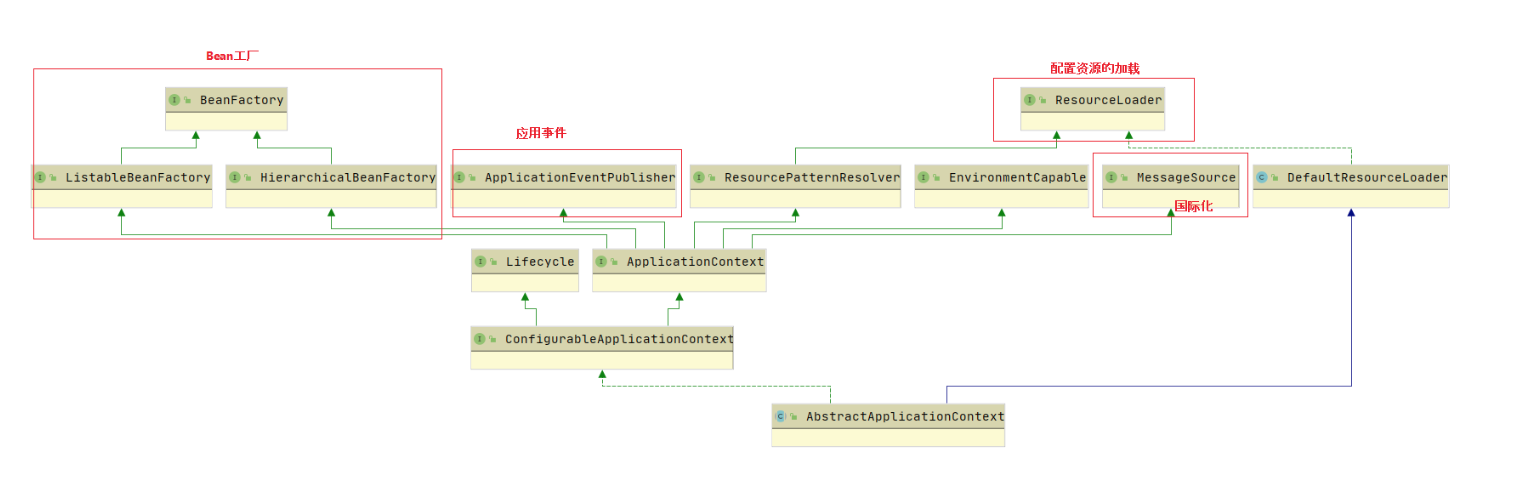 Bean工厂
配置资源的加载
BeanFactory
ResourceLoader
应用事件
ListableBeanFactory
HierarchicalBeanFactory
ApplicationEventPublisher
ResourcePatternResolver
EnvironmentCapable
MessageSource
DefaultResourceLoader
国际化
Lifecycle
ApplicationContext
ConfigurableApplicationContext
AbstractApplicationContext